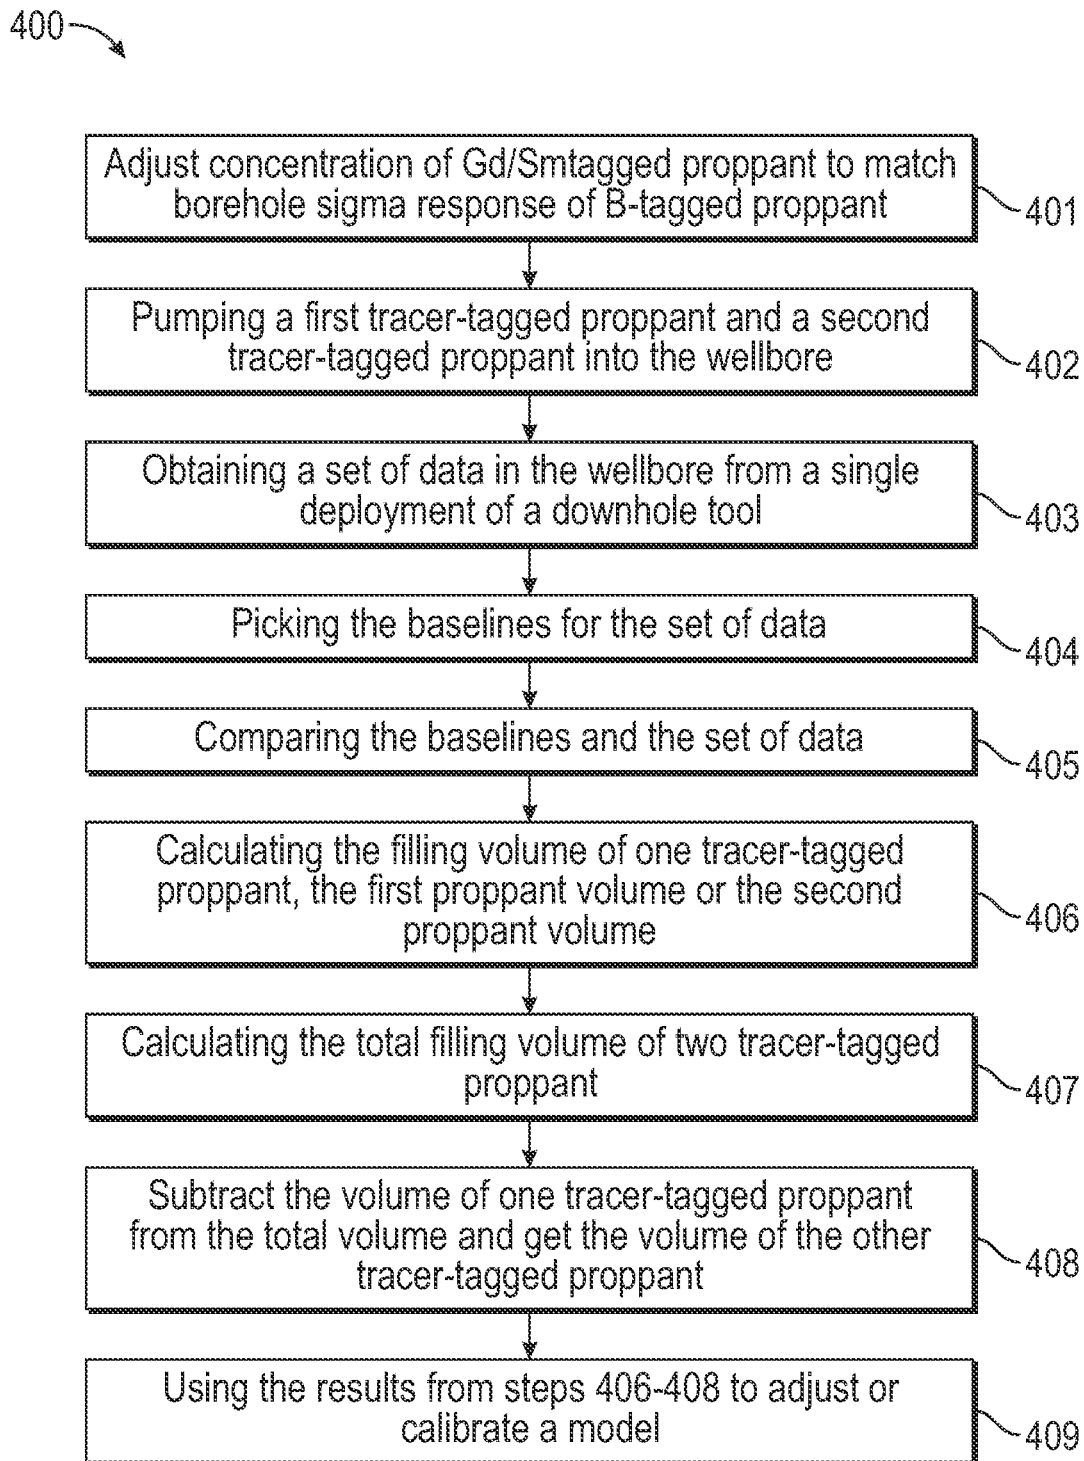 400
Adjust concentration of Gd/Smtagged proppant to match
borehole sigma response of B-tagged proppant
401
Pumping a first tracer-tagged proppant and a second
tracer-tagged proppant into the wellbore
402
Obtaining a set of data in the wellbore from a single
deployment of a downhole tool
403
Picking the baselines for the set of data
404
Comparing the baselines and the set of data
405
Calculating the filling volume of one tracer-tagged
proppant, the first proppant volume or the second
proppant volume
406
Calculating the total filling volume of two tracer-tagged
proppant
407
Subtract the volume of one tracer-tagged proppant
from the total volume and get the volume of the other
tracer-tagged proppant
408
Using the results from steps 406-408 to adjust or
calibrate a model
409